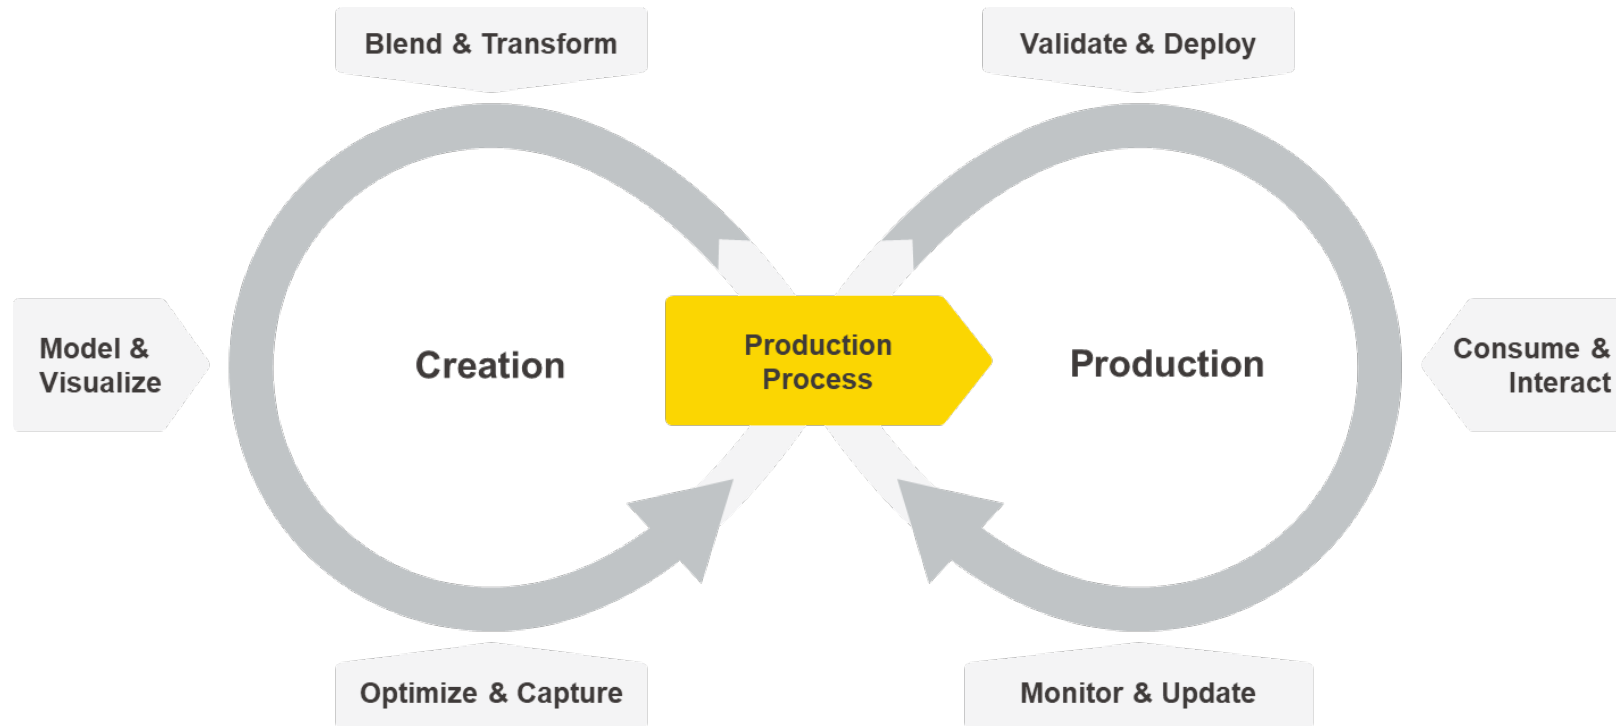 Blend & Transform
Validate & Deploy
Model &
Visualize
Creation
Production
Process
Production
Consume &
Interact
Optimize & Capture
Monitor & Update